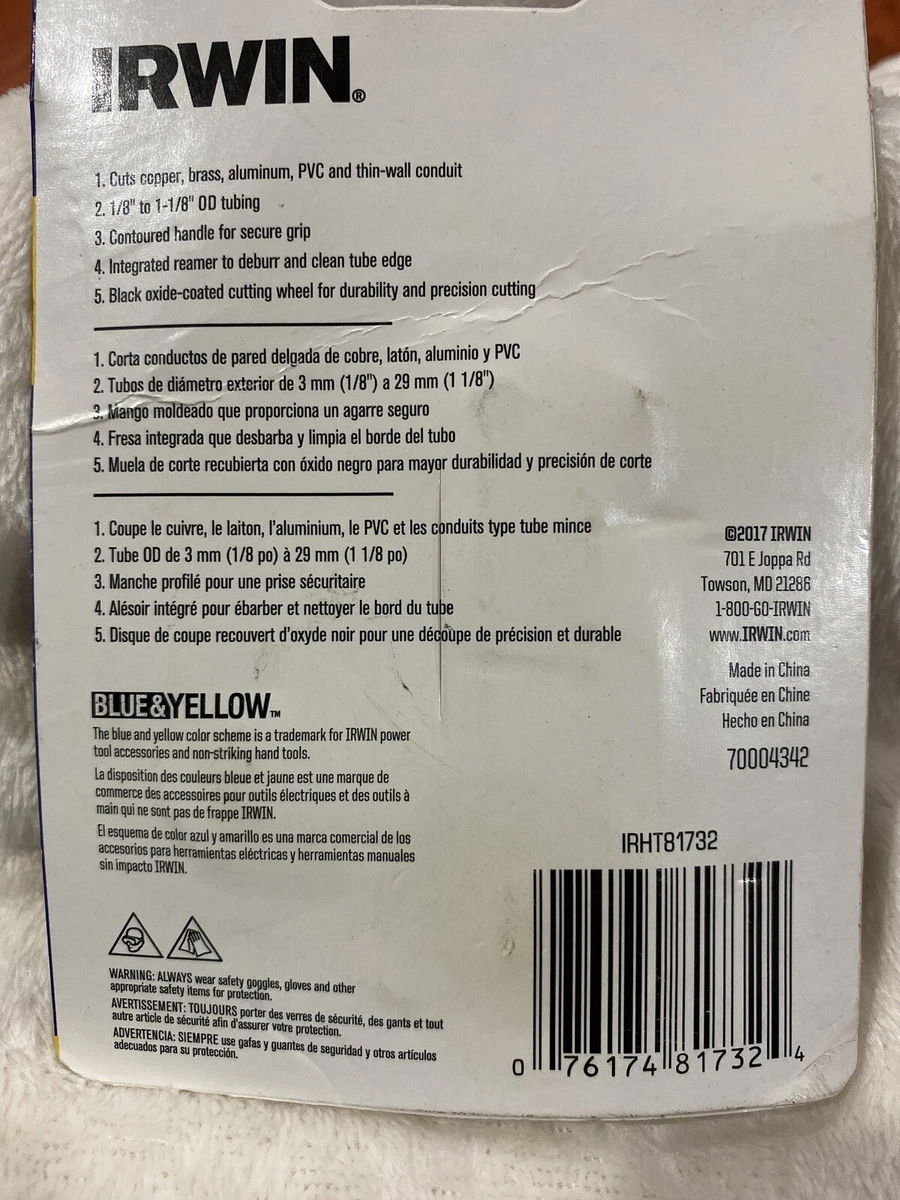 IRWIN®
1. Cuts copper, brass, aluminum, PVC and thin-wall conduit
2. 1/8" to 1-1/8" OD tubing
3. Contoured handle for secure grip
4. Integrated reamer to deburr and clean tube edge
5. Black oxide-coated cutting wheel for durability and precision cutting
1. Corta conductos de pared delgada de cobre, latón, aluminio y PVC
2. Tubos de diámetro exterior de 3 mm (1/8") a 29 mm (1 1/8")
3. Mango moldeado que proporciona un agarre seguro
4. Fresa integrada que desbarba y limpia el borde del tubo
5. Muela de corte recubierta con óxido negro para mayor durabilidad y precisión de corte
1. Coupe le cuivre, le laiton, l'aluminium, le PVC et les conduits type tube mince
2. Tube OD de 3 mm (1/8 po) à 29 mm (1 1/8 po)
3. Manche profilé pour une prise sécuritaire
4. Alésoir intégré pour ébarber et nettoyer le bord du tube
5. Disque de coupe recouvert d'oxyde noir pour une découpe de précision et durable
©2017 IRWIN
701 E Joppa Rd
Towson, MD 21286
1-800-GO-IRWIN
www.IRWIN.com
Made in China
Fabriquée en Chine
Hecho en China
70004342
BLUE&YELLOW™
The blue and yellow color scheme is a trademark for IRWIN power
tool accessories and non-striking hand tools.
La disposition des couleurs bleue et jaune est une marque de
commerce des accessoires pour outils électriques et des outils à
main qui ne sont pas de frappe IRWIN.
El esquema de color azul y amarillo es una marca comercial de los
accesorios para herramientas eléctricas y herramientas manuales
sin impacto IRWIN.
WARNING: ALWAYS wear safety goggles, gloves and other
appropriate safety items for protection.
AVERTISSEMENT: TOUJOURS porter des verres de sécurité, des gants et tout
autre article de sécurité afin d'assurer votre protection.
ADVERTENCIA: SIEMPRE use gafas y guantes de seguridad y otros artículos
adecuados para su protección.
IRHT81732
0 76174 81732 4